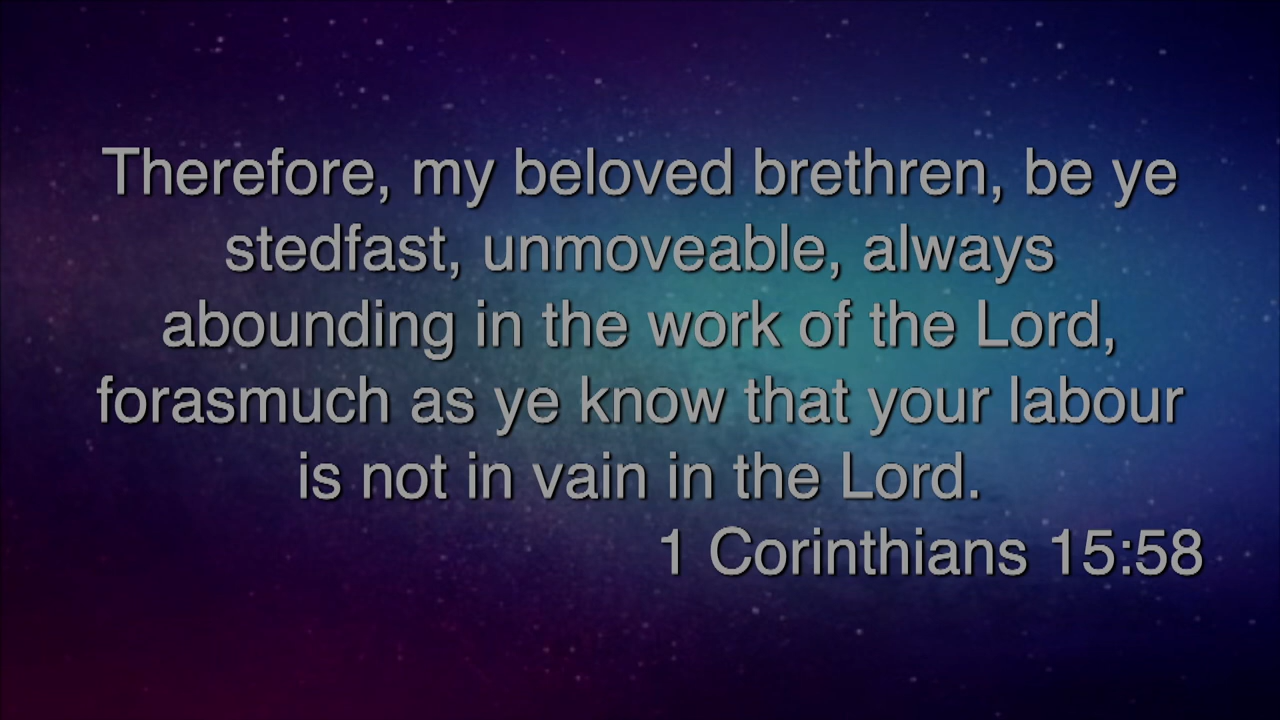 Therefore, my beloved brethren, be ye
stedfast, unmoveable, always
abounding in the work of the Lord,
forasmuch as ye know that your labour
is not in vain in the Lord.
1 Corinthians 15:58